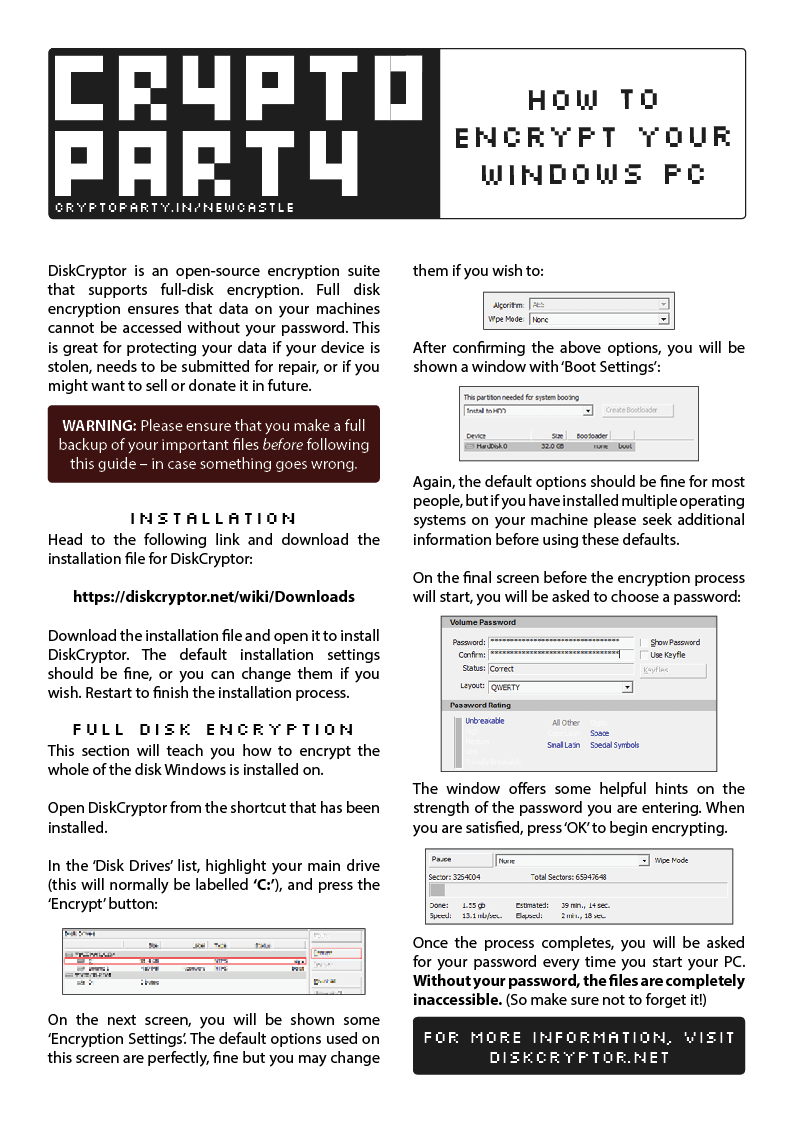 CRYPTO
PARTY
CRYPTOPARTY.IN/NEWCASTLE
HOW TO
ENCRYPT YOUR
WINDOWS PC
DiskCryptor is an open-source encryption suite
that supports full-disk encryption. Full disk
encryption ensures that data on your machines
cannot be accessed without your password. This
is great for protecting your data if your device is
stolen, needs to be submitted for repair, or if you
might want to sell or donate it in future.
WARNING: Please ensure that you make a full
backup of your important files before following
this guide – in case something goes wrong.
INSTALLATION
Head to the following link and download the
installation file for DiskCryptor:
https://diskcryptor.net/wiki/Downloads
Download the installation file and open it to install
DiskCryptor. The default installation settings
should be fine, or you can change them if you
wish. Restart to finish the installation process.
FULL DISK ENCRYPTION
This section will teach you how to encrypt the
whole of the disk Windows is installed on.
Open DiskCryptor from the shortcut that has been
installed.
In the ‘Disk Drives’ list, highlight your main drive
(this will normally be labelled ‘C:’), and press the
‘Encrypt’ button:
Disk Drives
Size Label Type Status
On the next screen, you will be shown some
‘Encryption Settings’. The default options used on
this screen are perfectly, fine but you may change
them if you wish to:
Algorithm: AES
Wipe Mode: None
After confirming the above options, you will be
shown a window with ‘Boot Settings’:
This partition needed for system booting
Install to HDD Create Bootloader
Device Size Bootloader
HardDisk 0 32.0 GB none boot
Again, the default options should be fine for most
people, but if you have installed multiple operating
systems on your machine please seek additional
information before using these defaults.
On the final screen before the encryption process
will start, you will be asked to choose a password:
Volume Password
Password: Show Password
Confirm: Use Keyfile
Status: Correct Keyfiles
Layout: QWERTY
Password Rating
Unbreakable All Other
Space
Small Latin Special Symbols
The window offers some helpful hints on the
strength of the password you are entering. When
you are satisfied, press ‘OK’ to begin encrypting.
Pause None Wipe Mode
Sector: 3254004 Total Sectors: 65947648
Done: 1.55 gb Estimated: 39 min., 14 sec.
Speed: 13.1 mb/sec. Elapsed: 2 min., 18 sec.
Once the process completes, you will be asked
for your password every time you start your PC.
Without your password, the files are completely
inaccessible. (So make sure not to forget it!)
FOR MORE INFORMATION, VISIT
DISKCRYPTOR.NET